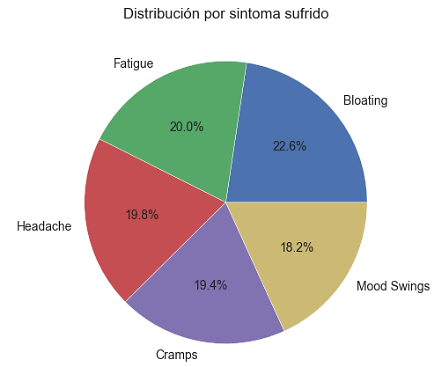 Distribución por sintoma sufrido
Fatigue
Bloating
20.0%
22.6%
Headache
19.8%
18.2%
19.4%
Mood Swings
Cramps